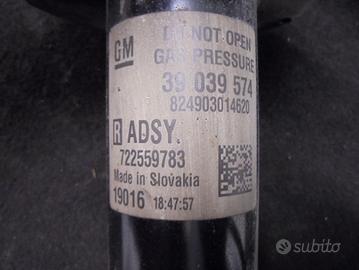 GM
DO NOT OPEN
GAS PRESSURE
39 039 574
824903014620
R ADSY.
722559783
Made in Slovakia
19016 18:47:57
subito